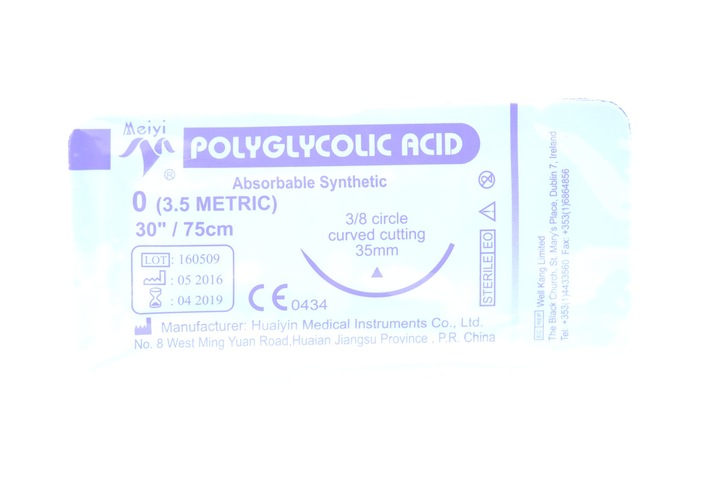 Meiyi
®
POLYGLYCOLIC ACID
Absorbable Synthetic
0 (3.5 METRIC)
30" / 75cm
3/8 circle
curved cutting
35mm
LOT : 160509
: 05 2016
: 04 2019
CE 0434
STERILE EO
Manufacturer: Huaiyin Medical Instruments Co., Ltd.
No. 8 West Ming Yuan Road,Huaian Jiangsu Province , P.R. China
EC REP Well Kang Limited
The Black Church, St. Mary's Place, Dublin 7, Ireland
Tel: +353(1)4433560 Fax: +353(1)6864856